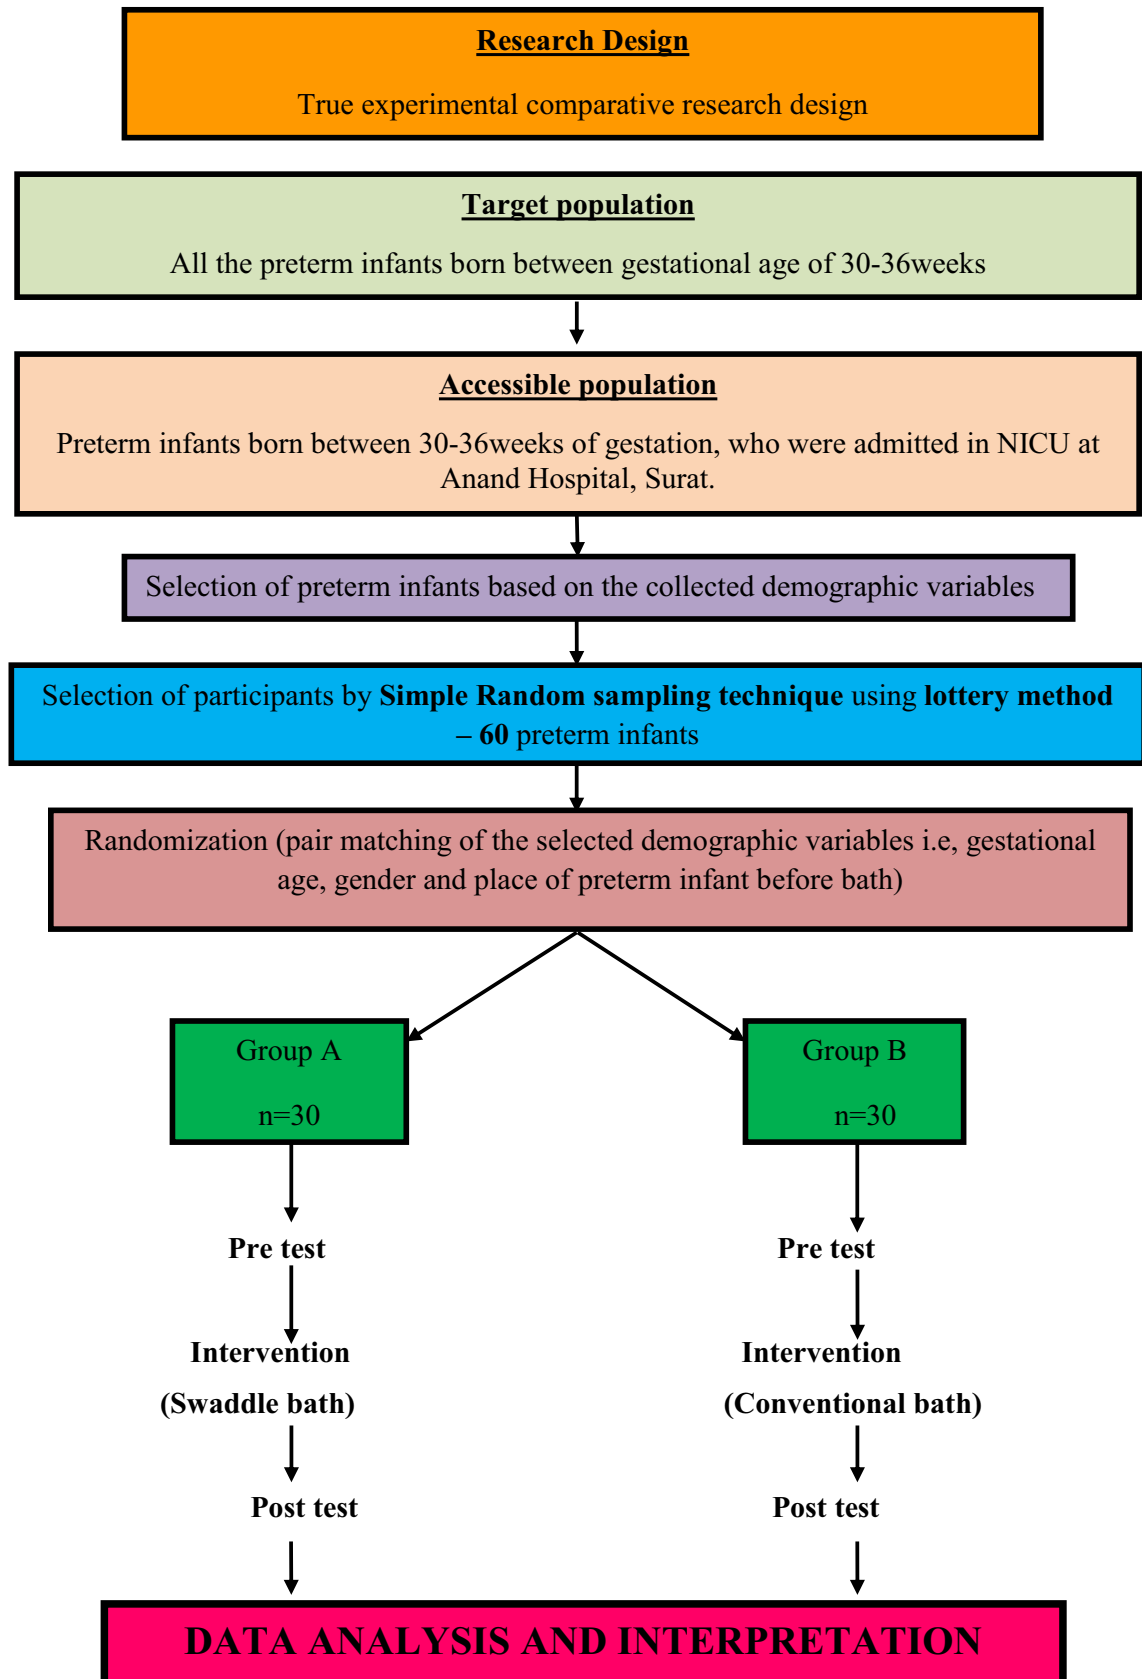 Research Design
True experimental comparative research design
Target population
All the preterm infants born between gestational age of 30-36weeks
Accessible population
Preterm infants born between 30-36weeks of gestation, who were admitted in NICU at
Anand Hospital, Surat.
Selection of preterm infants based on the collected demographic variables
Selection of participants by Simple Random sampling technique using lottery method
– 60 preterm infants
Randomization (pair matching of the selected demographic variables i.e, gestational
age, gender and place of preterm infant before bath)
Group A
n=30
Group B
n=30
Pre test
Pre test
Intervention
(Swaddle bath)
Intervention
(Conventional bath)
Post test
Post test
DATA ANALYSIS AND INTERPRETATION